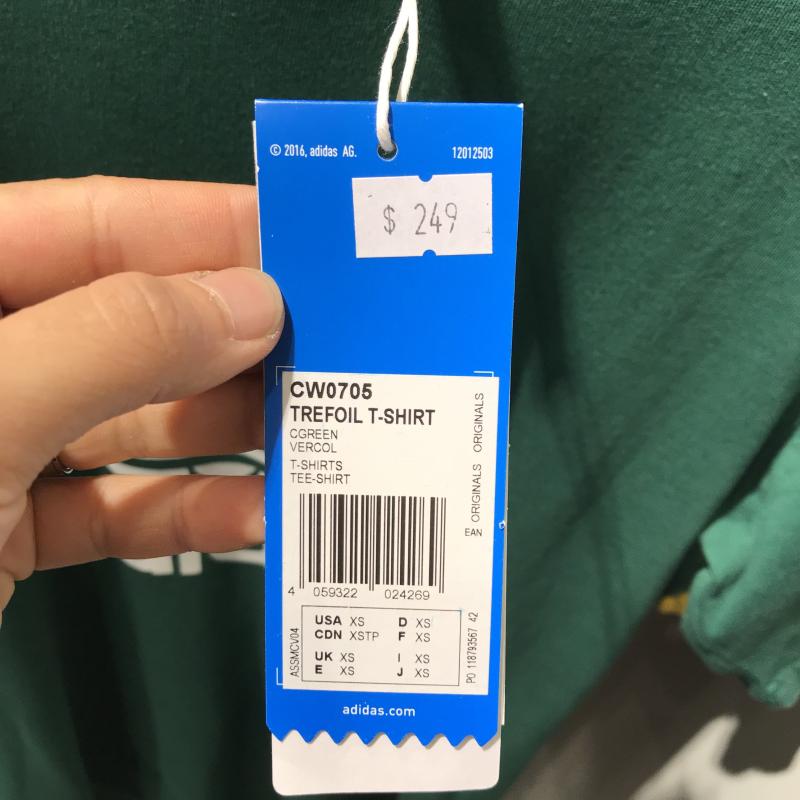 © 2016, adidas AG. 12012503
$ 249
CW0705
TREFOIL T-SHIRT
CGREEN
VERCOL
T-SHIRTS
TEE-SHIRT
ORIGINALS
ORIGINALS
EAN
4 059322 024269
ASSMCV04
USA XS D XS
CDN XSTP F XS
UK XS I XS
E XS J XS
PO 118793567 42
adidas.com